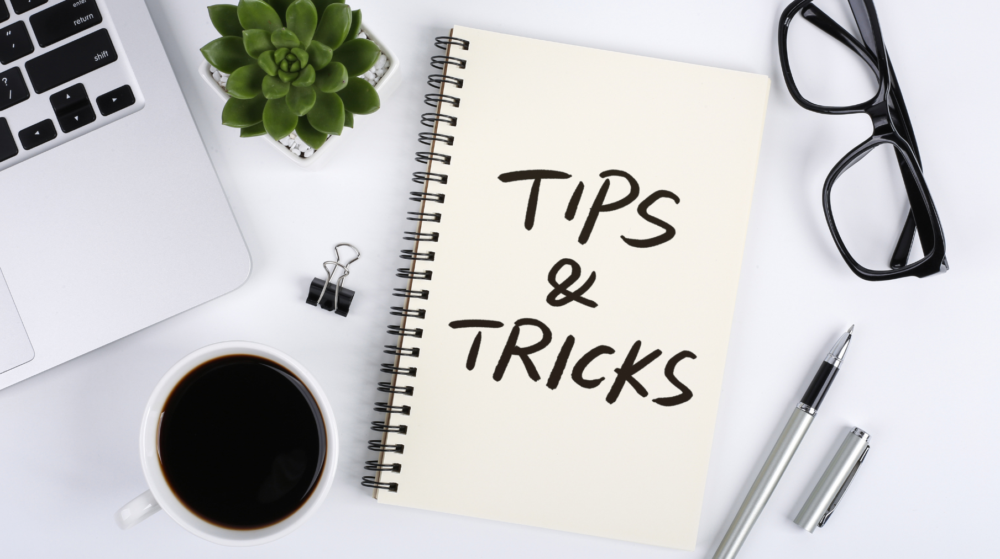 enter
return
" ' 
shift
? /
TIPS
&
TRICKS